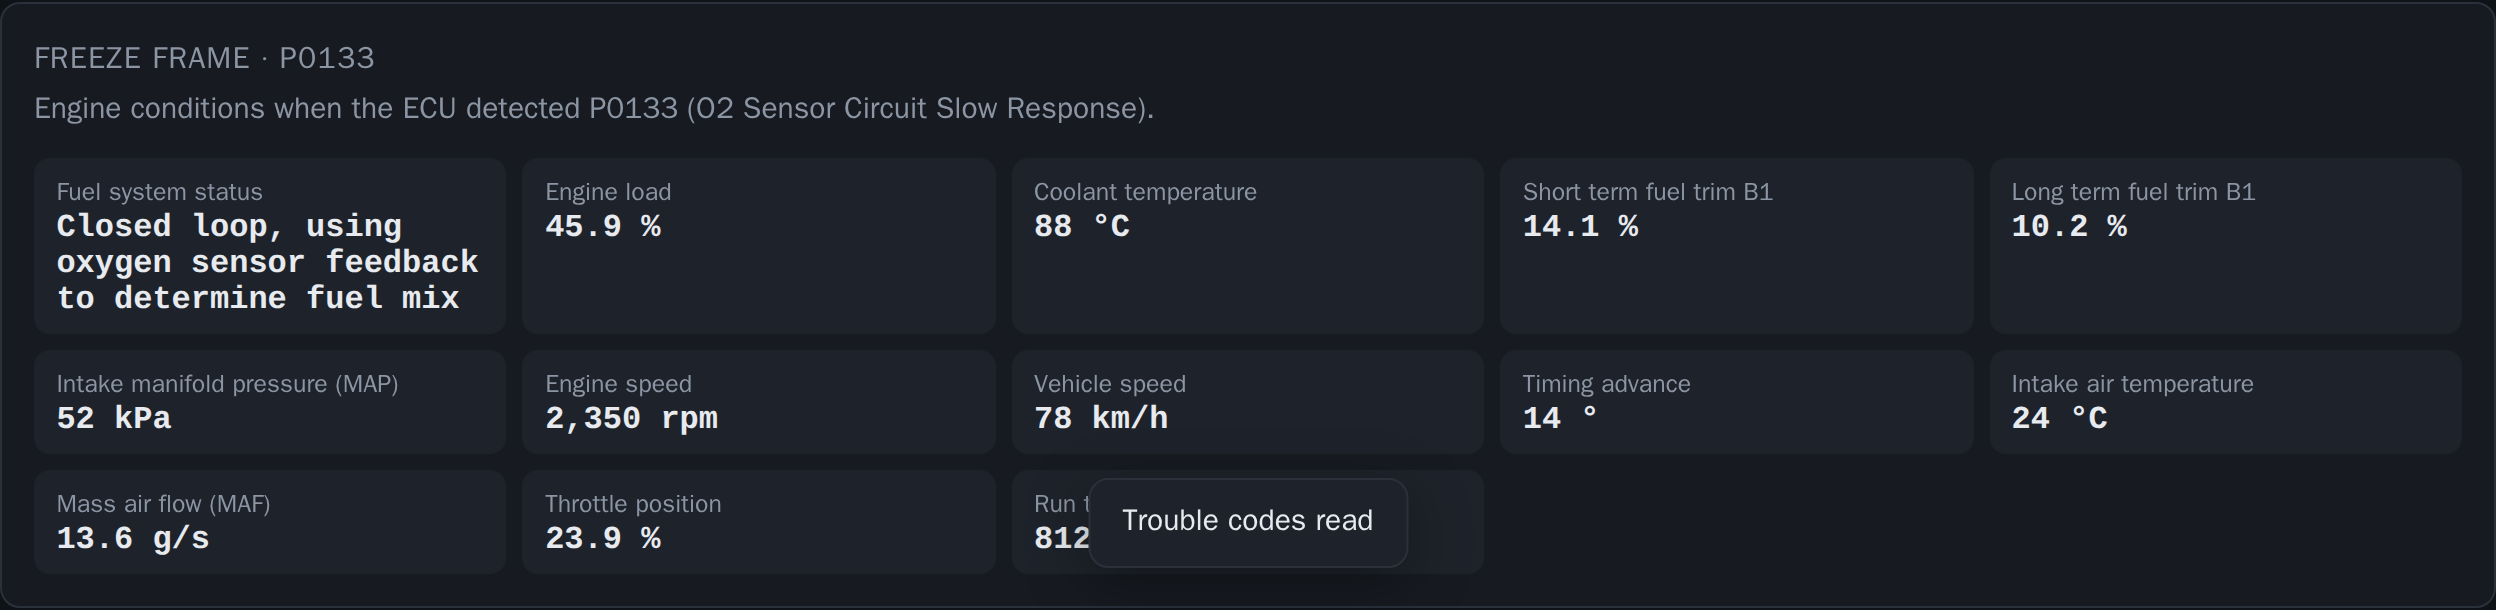 FREEZE FRAME · P0133
Engine conditions when the ECU detected P0133 (O2 Sensor Circuit Slow Response).
Fuel system status
Closed loop, using
oxygen sensor feedback
to determine fuel mix
Engine load
45.9 %
Coolant temperature
88 °C
Short term fuel trim B1
14.1 %
Long term fuel trim B1
10.2 %
Intake manifold pressure (MAP)
52 kPa
Engine speed
2,350 rpm
Vehicle speed
78 km/h
Timing advance
14 °
Intake air temperature
24 °C
Mass air flow (MAF)
13.6 g/s
Throttle position
23.9 %
Run
812
Trouble codes read